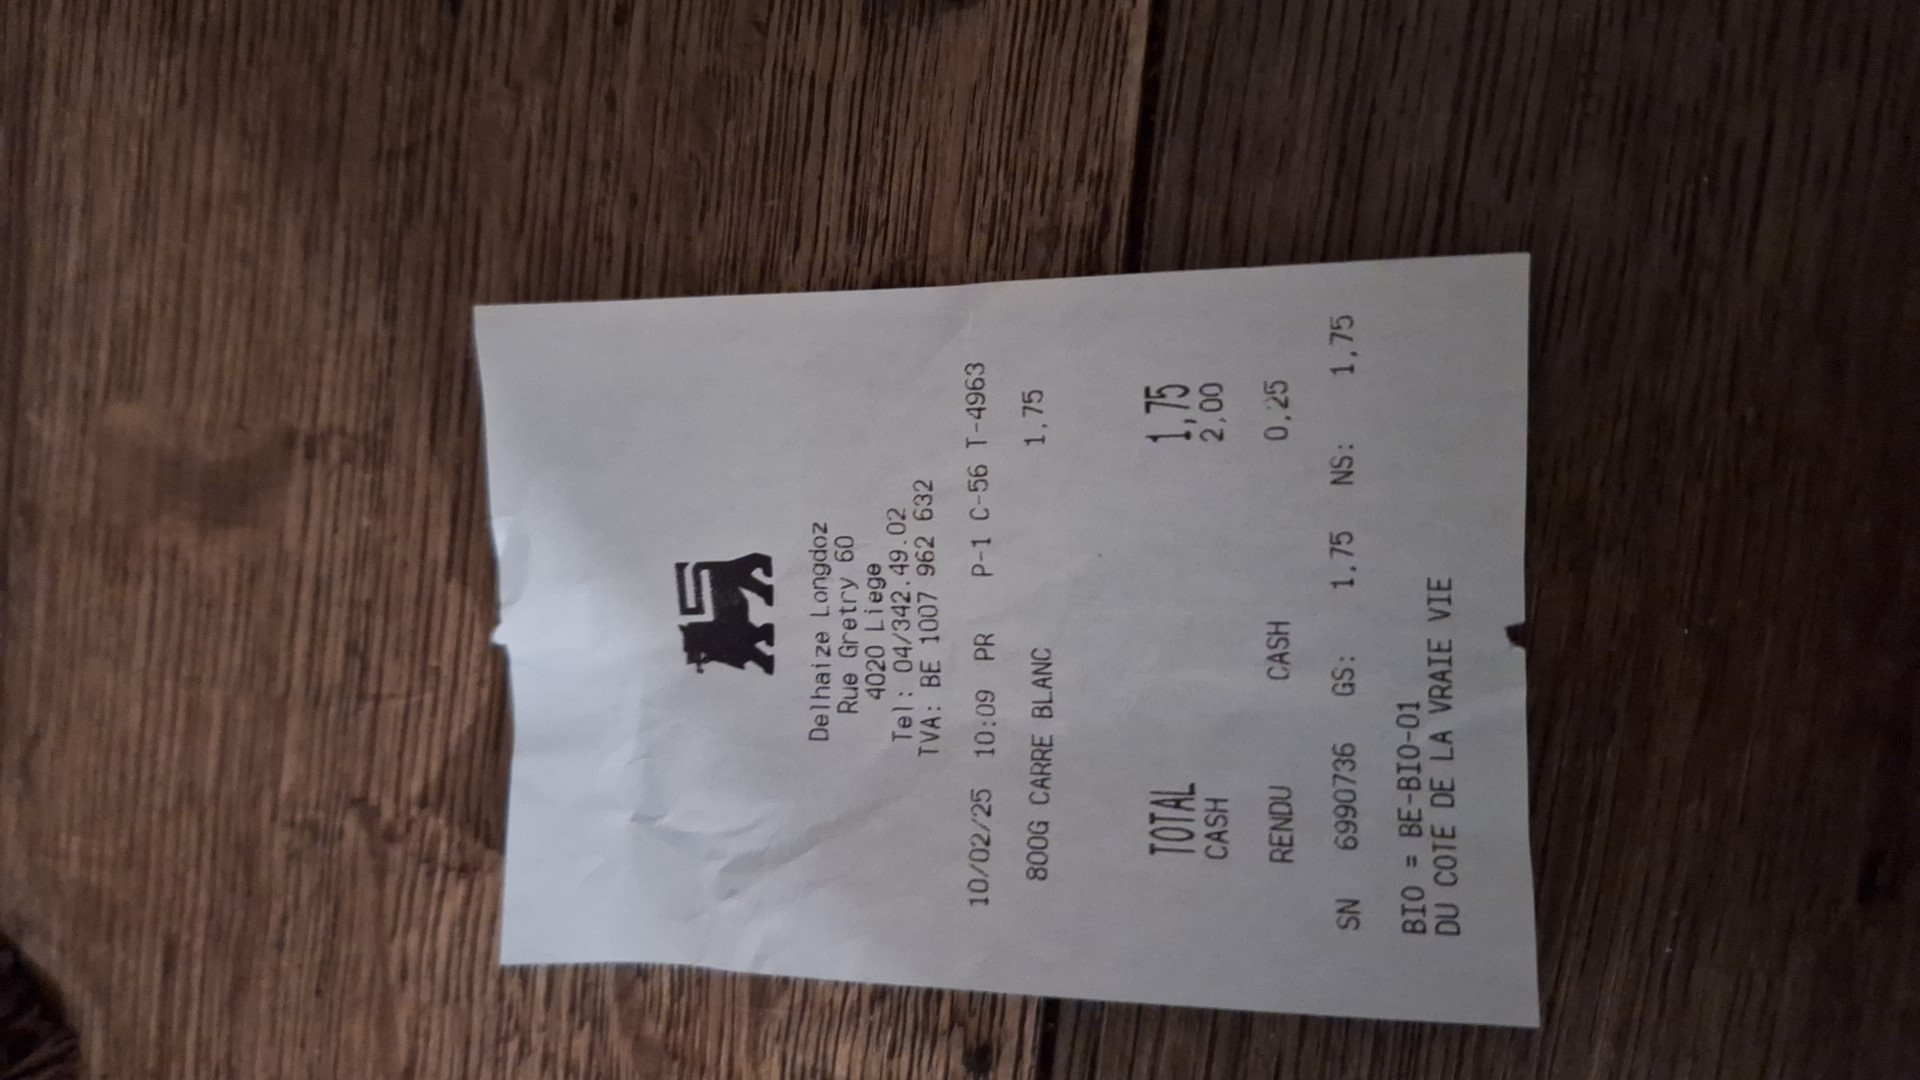 Delhaize Longdoz
Rue Gretry 60
4020 Liege
Tel : 04/342.49.02
TVA: BE 1007 962 632
10/02/25 10:09 PR P-1 C-56 T-4963
800G CARRE BLANC 1,75
TOTAL 1,75
CASH 2,00
RENDU CASH 0,25
SN 6990736 GS: 1,75 NS: 1,75
BIO = BE-BIO-01
DU COTE DE LA VRAIE VIE